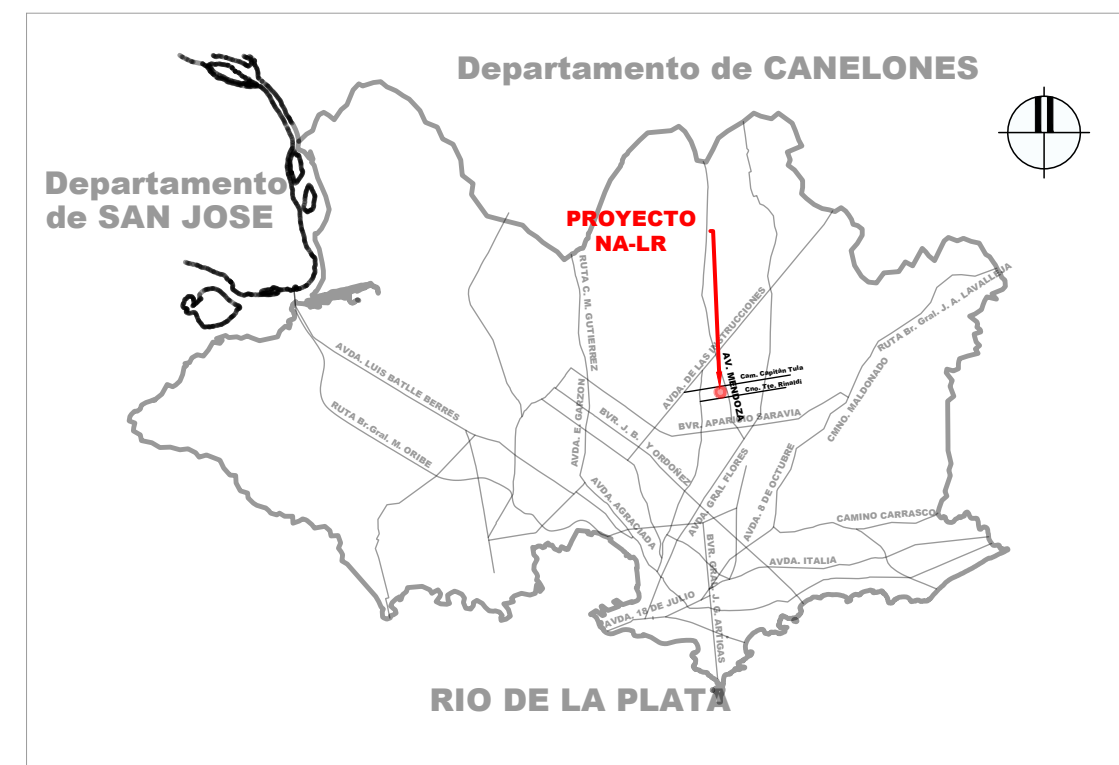 Departamento de CANELONES
Departamento
de SAN JOSE
PROYECTO
NA-LR
RUTA C. M. GUTIERREZ
AVDA. DE LAS INSTRUCCIONES
RUTA Br. Gral. J. A. LAVALLEJA
AVDA. LUIS BATLLE BERRES
AV. MENDOZA
Cam. Capitán Tula
Cno. Tte. Rinaldi
CMNO. MALDONADO
RUTA Br.Gral. M. ORIBE
AVDA. E. GARZON
BVR. J. B. Y ORDOÑEZ
BVR. APARICIO SARAVIA
AVDA. GRAL FLORES
AVDA. 8 DE OCTUBRE
AVDA. AGRACIADA
CAMINO CARRASCO
BVR. GRAL. J. G. ARTIGAS
AVDA. ITALIA
AVDA. 18 DE JULIO
RIO DE LA PLATA